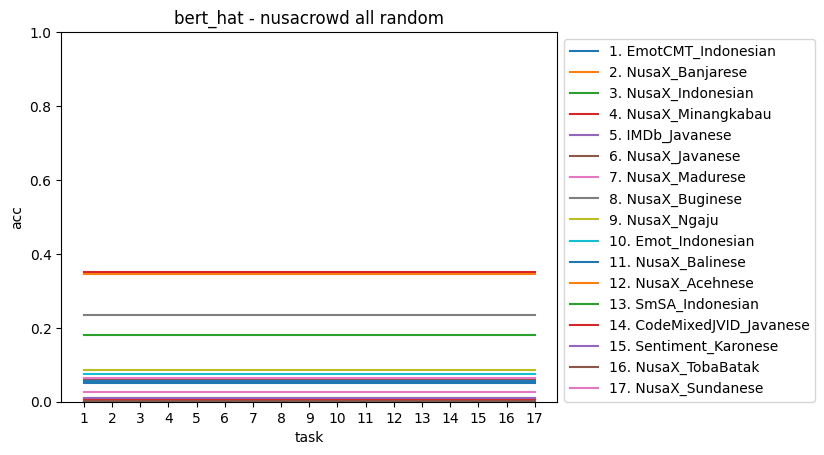 bert_hat - nusacrowd all random
1.0
0.8
0.6
0.4
0.2
0.0
acc
1 2 3 4 5 6 7 8 9 10 11 12 13 14 15 16 17
task
1. EmotCMT_Indonesian
2. NusaX_Banjarese
3. NusaX_Indonesian
4. NusaX_Minangkabau
5. IMDb_Javanese
6. NusaX_Javanese
7. NusaX_Madurese
8. NusaX_Buginese
9. NusaX_Ngaju
10. Emot_Indonesian
11. NusaX_Balinese
12. NusaX_Acehnese
13. SmSA_Indonesian
14. CodeMixedJVID_Javanese
15. Sentiment_Karonese
16. NusaX_TobaBatak
17. NusaX_Sundanese